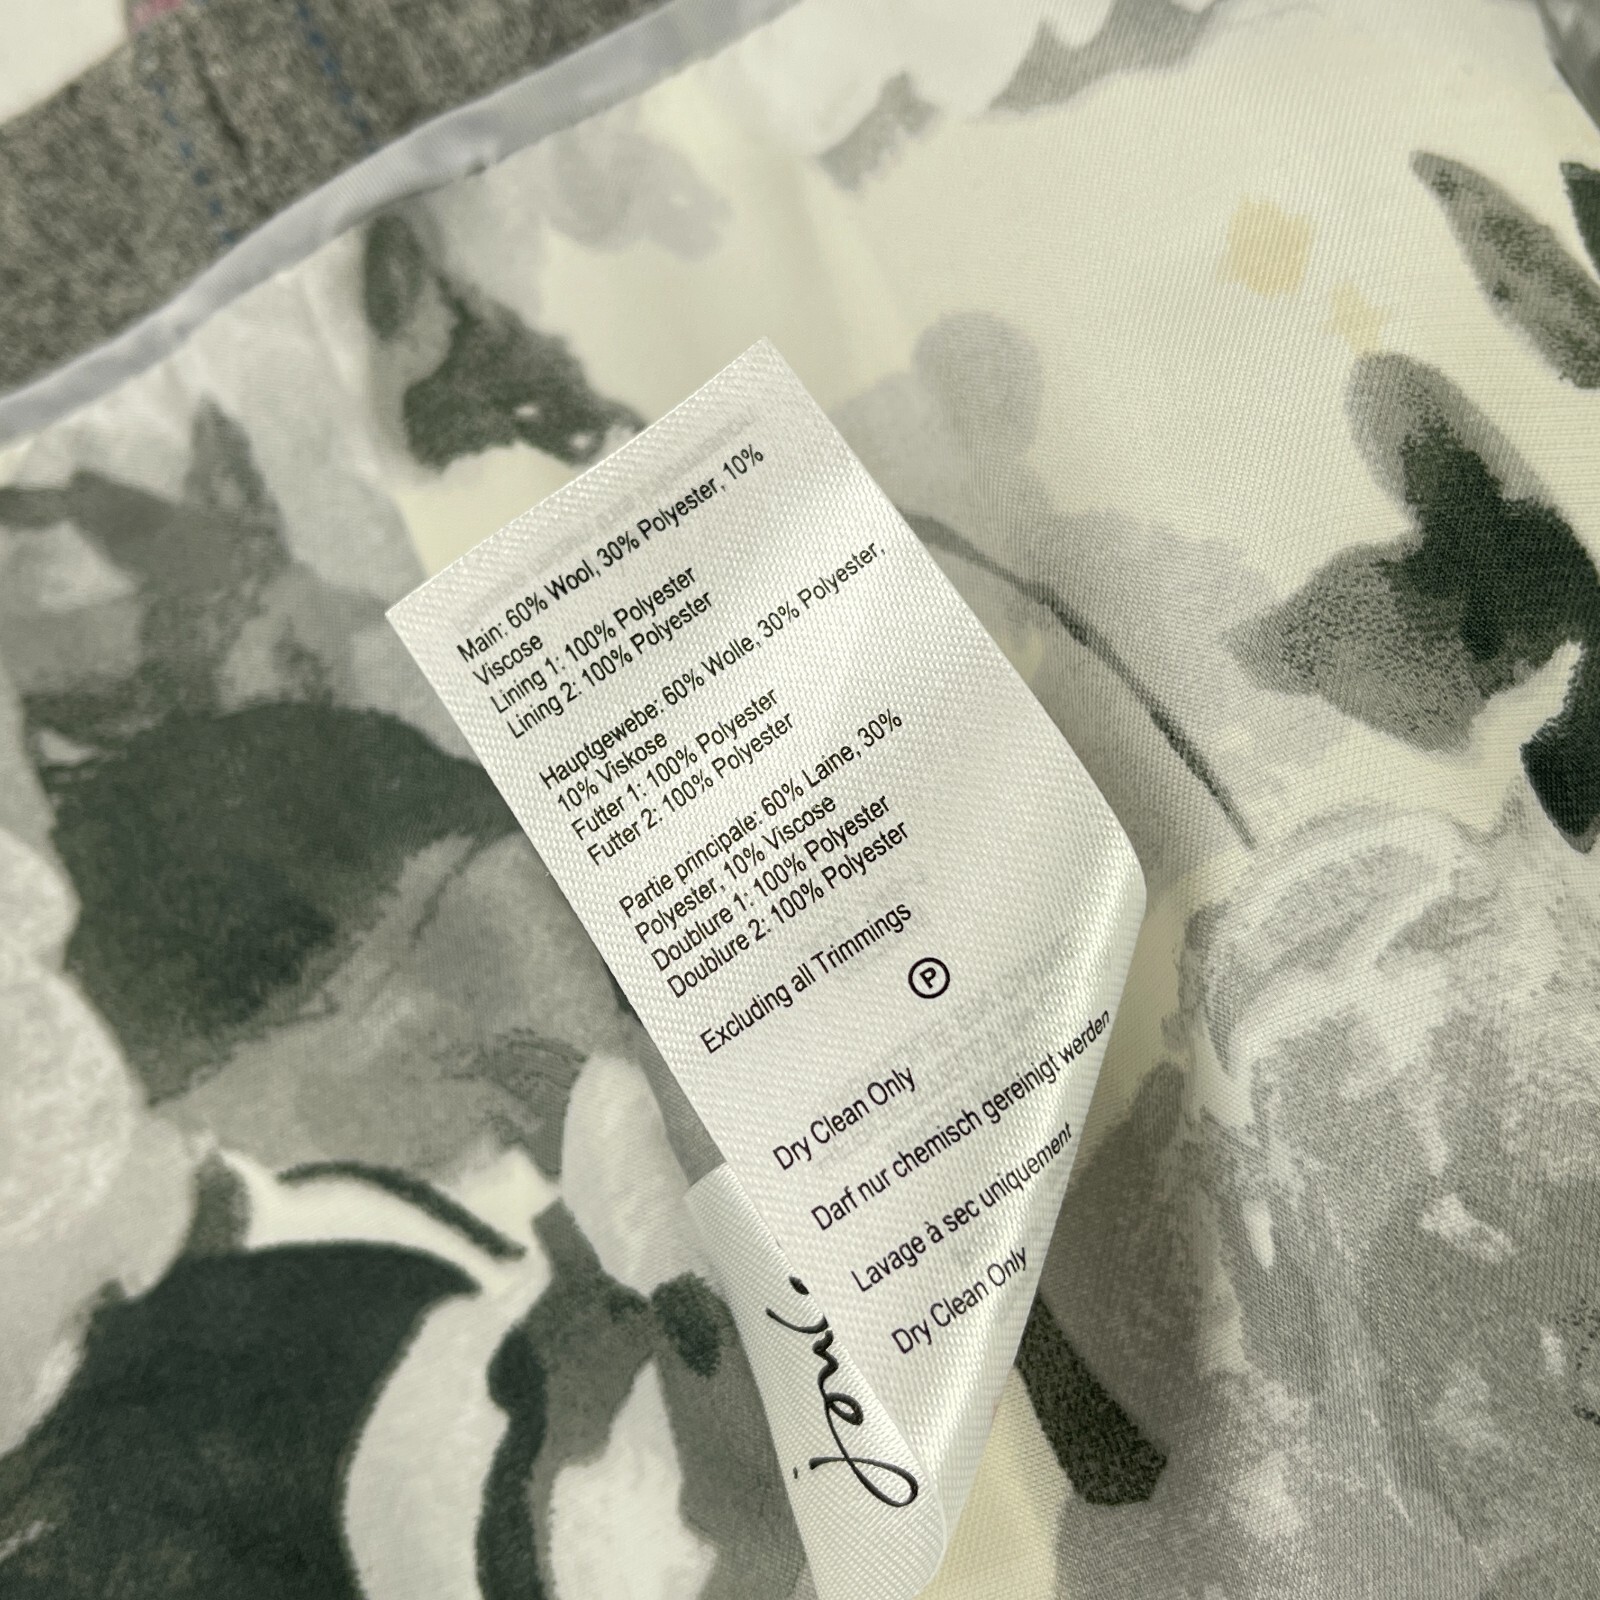 Main: 60% Wool, 30% Polyester, 10%
Viscose
Lining 1: 100% Polyester
Lining 2: 100% Polyester
Hauptgewebe: 60% Wolle, 30% Polyester,
10% Viskose
Futter 1: 100% Polyester
Futter 2: 100% Polyester
Partie principale: 60% Laine, 30%
Polyester, 10% Viscose
Doublure 1: 100% Polyester
Doublure 2: 100% Polyester
Excluding all Trimmings
P
Dry Clean Only
Darf nur chemisch gereinigt werden
Lavage à sec uniquement
Dry Clean Only